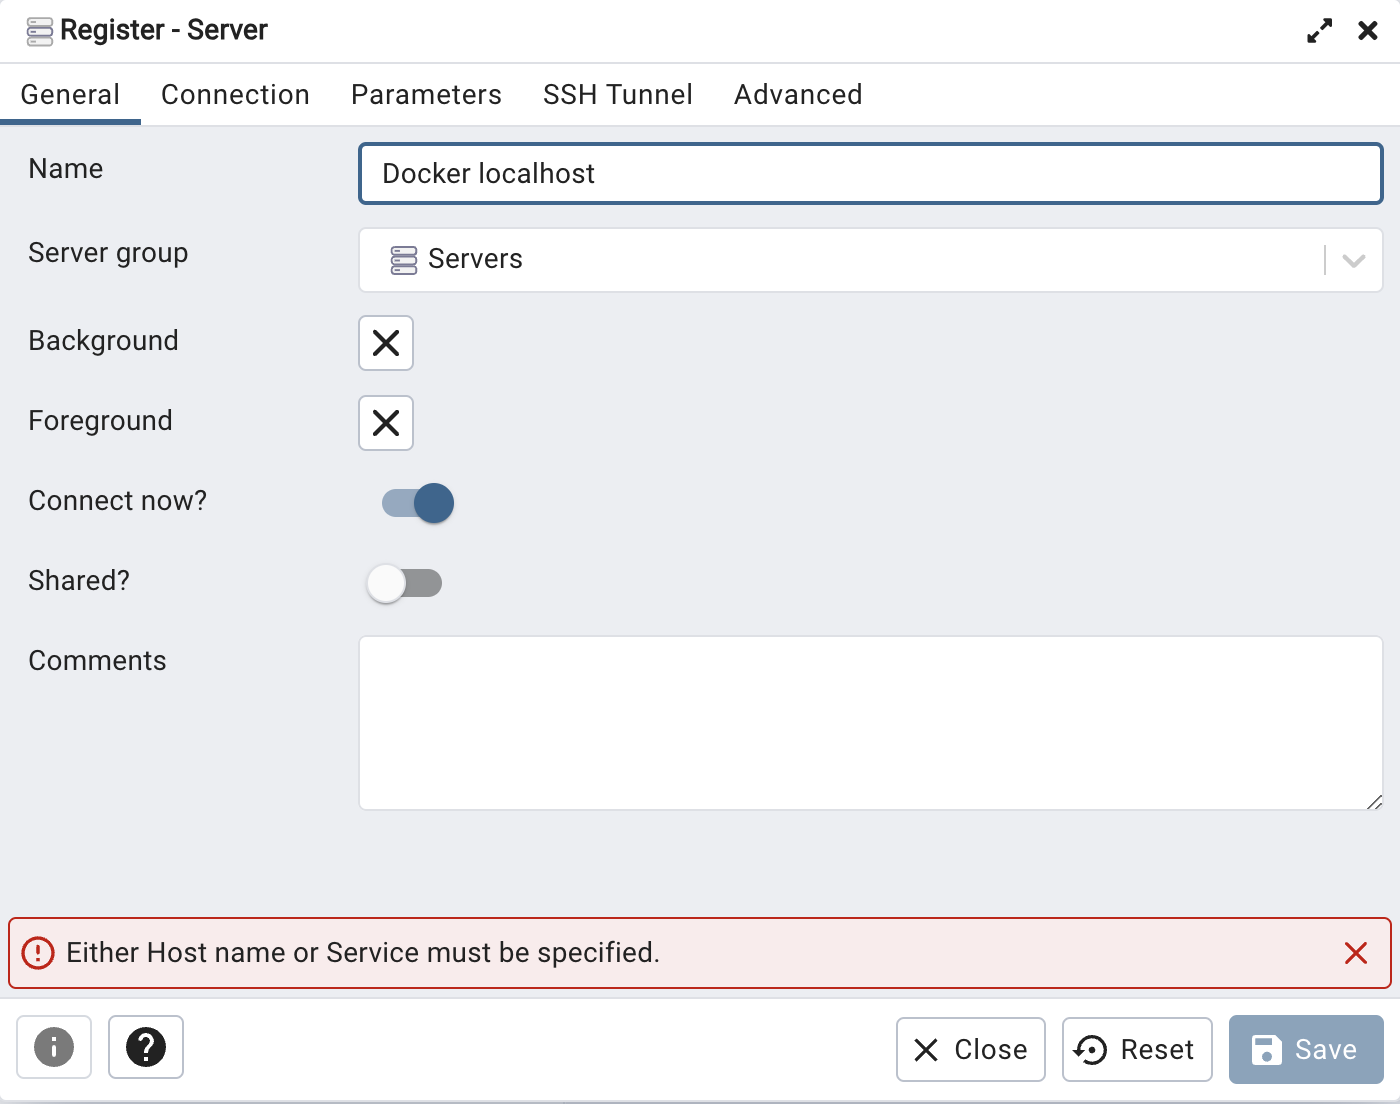 Register - Server
General Connection Parameters SSH Tunnel Advanced
Name Docker localhost
Server group Servers
Background
Foreground
Connect now?
Shared?
Comments
Either Host name or Service must be specified.
Close Reset Save